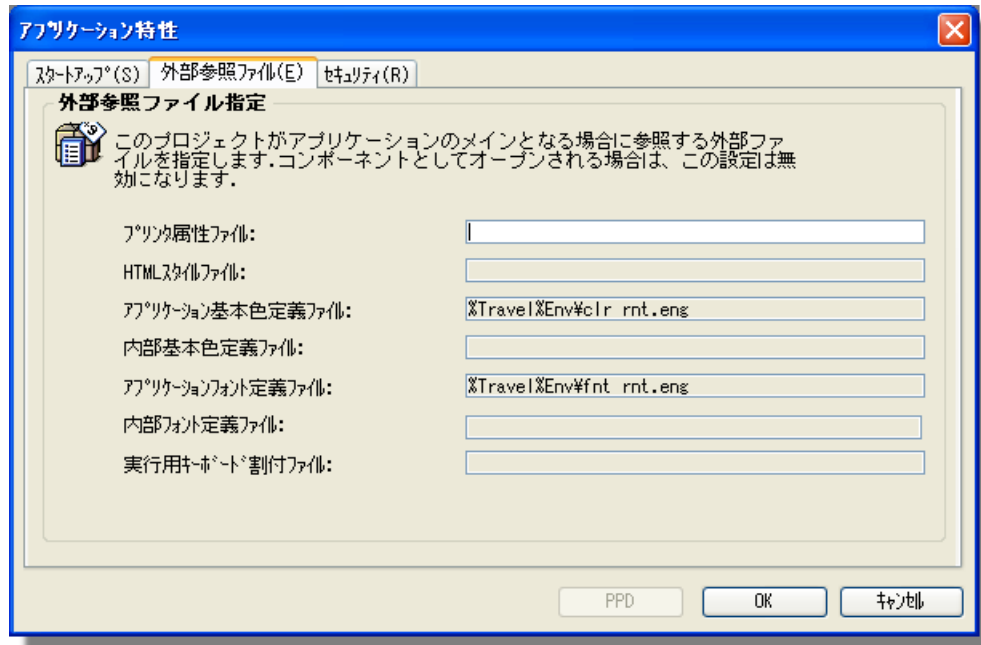 アプリケーション特性
スタートアップ(S)
外部参照ファイル(E)
セキュリティ(R)
外部参照ファイル指定
このプロジェクトがアプリケーションのメインとなる場合に参照する外部ファ
イルを指定します.コンポーネントとしてオープンされる場合は、この設定は無
効になります.
プリンタ属性ファイル:
HTMLスタイルファイル:
アプリケーション基本色定義ファイル:
%Travel%Env¥clr_rnt.eng
内部基本色定義ファイル:
アプリケーションフォント定義ファイル:
%Travel%Env¥fnt_rnt.eng
内部フォント定義ファイル:
実行用キーボード割付ファイル:
PPD
OK
キャンセル